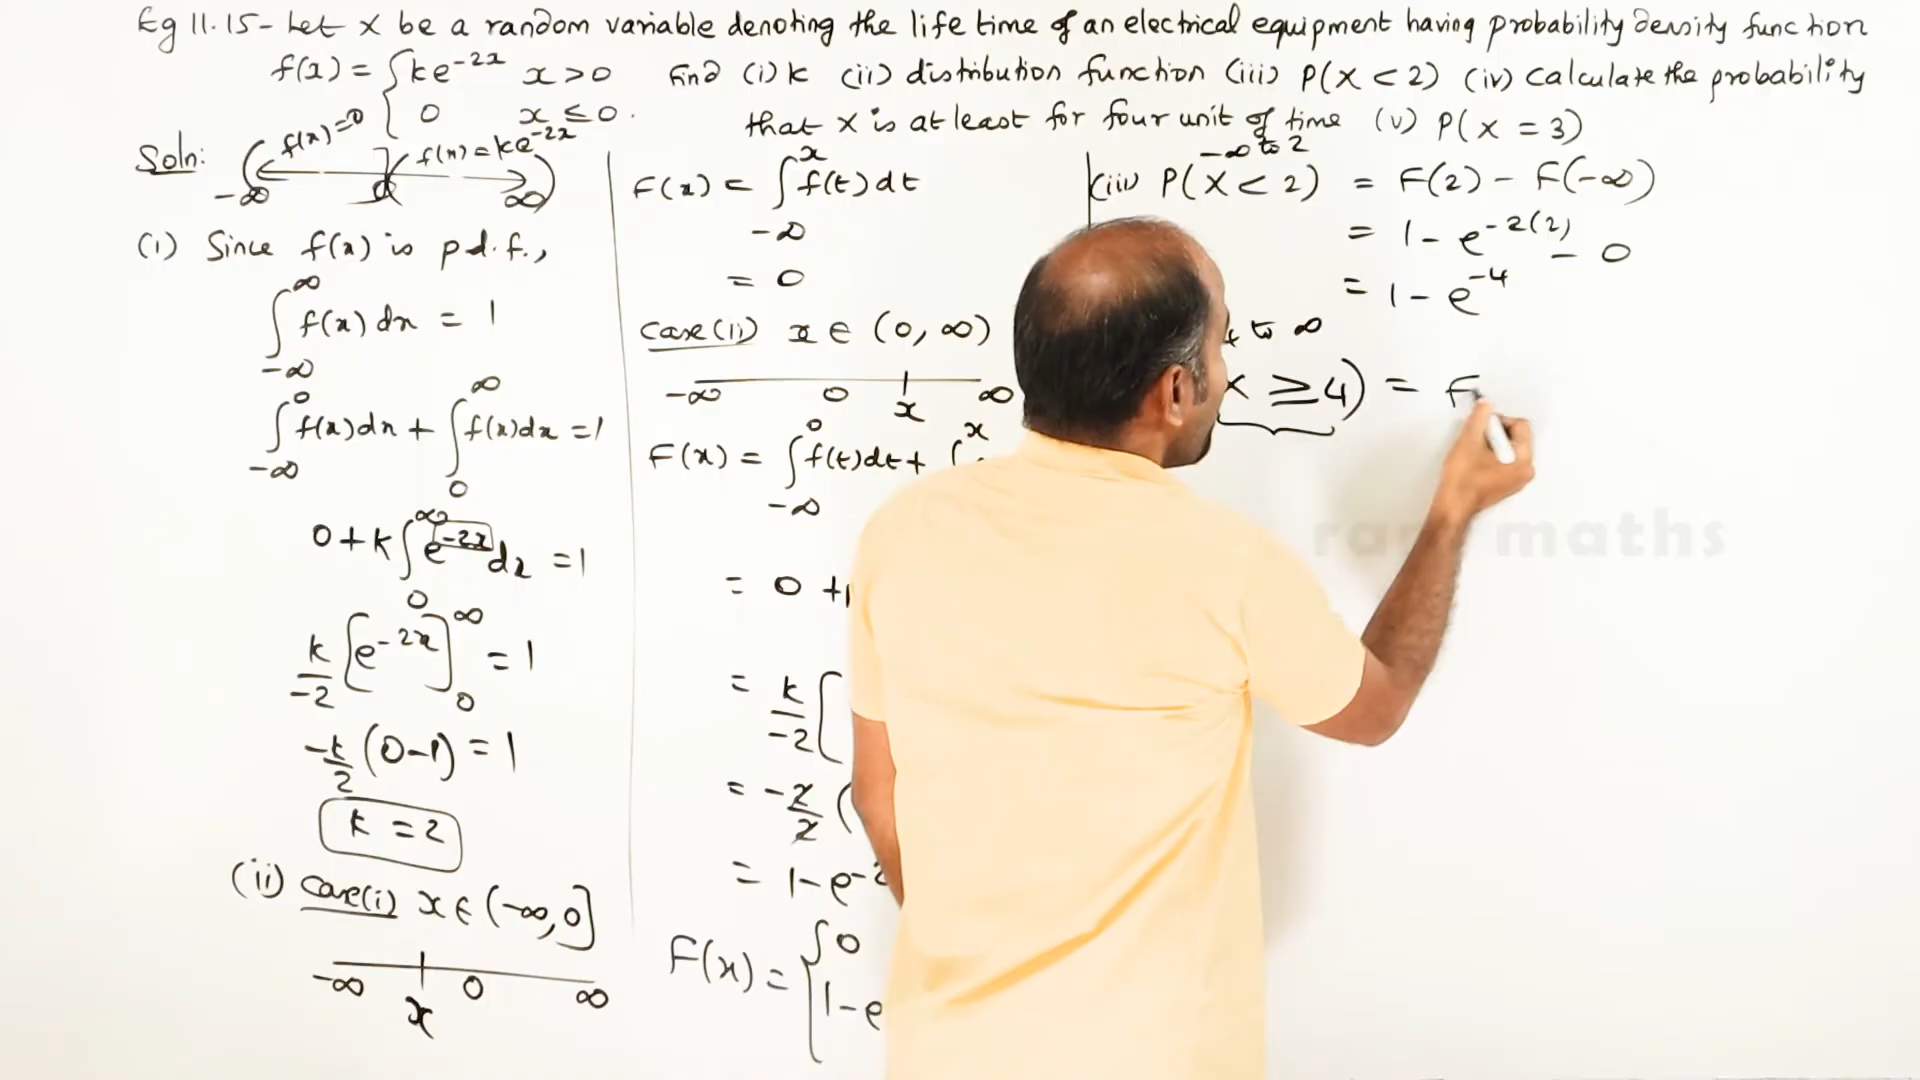 Eg 11.15 - Let X be a random variable denoting the life time of an electrical equipment having probability density function
f(x) = { ke^{-2x} x > 0 Find (i) k (ii) distribution function (iii) P(X < 2) (iv) calculate the probability
0 x ≤ 0. that X is at least for four unit of time (v) P(X = 3)
Soln: f(x)=0 f(x)=ke^{-2x}
-∞ 0 ∞
(i) Since f(x) is p.d.f.,
∫_{-∞}^{∞} f(x) dx = 1
∫_{-∞}^{0} f(x)dx + ∫_{0}^{∞} f(x)dx = 1
0 + k∫_{0}^{∞} e^{-2x} dx = 1
k/-2 [e^{-2x}]_{0}^{∞} = 1
-k/2 (0-1) = 1
k = 2
(ii) case(i) x ∈ (-∞, 0]
-∞ x 0 ∞
F(x) = ∫_{-∞}^{x} f(t) dt
= 0
case(ii) x ∈ (0, ∞)
-∞ 0 x ∞
F(x) = ∫_{-∞}^{0} f(t)dt + ∫^{x}
= 0 +
= k/-2 [
= -2/2 (
= 1-e^{-2
F(x) = { 0
1-e
-∞ to 2
(iii) P(X < 2) = F(2) - F(-∞)
= 1 - e^{-2(2)} - 0
= 1 - e^{-4}
4 to ∞
x ≥ 4) = F
maths